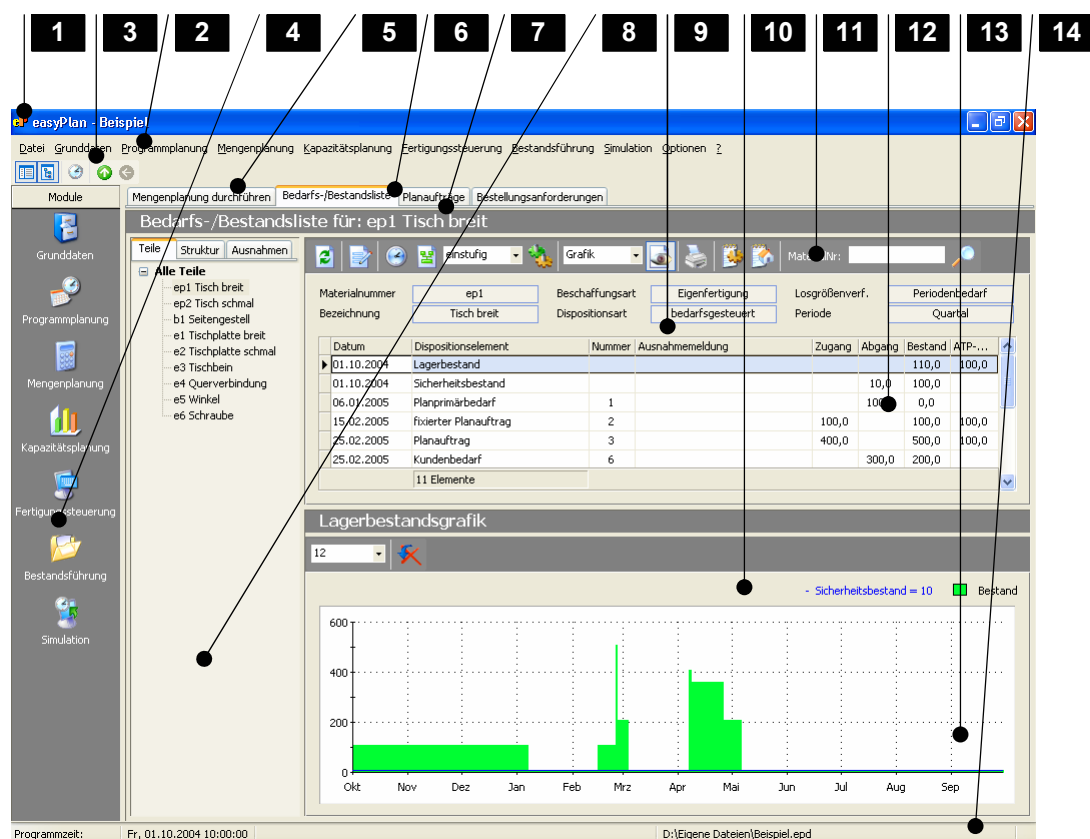 1 3 2 4 5 6 7 8 9 10 11 12 13 14
easyPlan - Beispiel
Datei Grunddaten Programmplanung Mengenplanung Kapazitätsplanung Fertigungssteuerung Bestandsführung Simulation Optionen ?
Module
Mengenplanung durchführen Bedarfs-/Bestandsliste Planaufträge Bestellungsanforderungen
Bedarfs-/Bestandsliste für: ep1 Tisch breit
Grunddaten
Programmplanung
Mengenplanung
Kapazitätsplanung
Fertigungssteuerung
Bestandsführung
Simulation
Teile Struktur Ausnahmen
Alle Teile
ep1 Tisch breit
ep2 Tisch schmal
b1 Seitengestell
e1 Tischplatte breit
e2 Tischplatte schmal
e3 Tischbein
e4 Querverbindung
e5 Winkel
e6 Schraube
einstufig Grafik
Materialnummer ep1 Beschaffungsart Eigenfertigung Losgrößenverf. Periodenbedarf
Bezeichnung Tisch breit Dispositionsart bedarfsgesteuert Periode Quartal
Datum Dispositionselement Nummer Ausnahmemeldung Zugang Abgang Bestand ATP-...
01.10.2004 Lagerbestand 110,0 100,0
01.10.2004 Sicherheitsbestand 10,0 100,0
06.01.2005 Planprimärbedarf 1 0,0
15.02.2005 fixierter Planauftrag 2 100,0 100,0 100,0
25.02.2005 Planauftrag 3 400,0 500,0 100,0
25.02.2005 Kundenbedarf 6 300,0 200,0
11 Elemente
Lagerbestandsgrafik
12
- Sicherheitsbestand = 10 Bestand
600
400
200
0
Okt Nov Dez Jan Feb Mrz Apr Mai Jun Jul Aug Sep
Programmzeit: Fr, 01.10.2004 10:00:00 D:\Eigene Dateien\Beispiel.epd